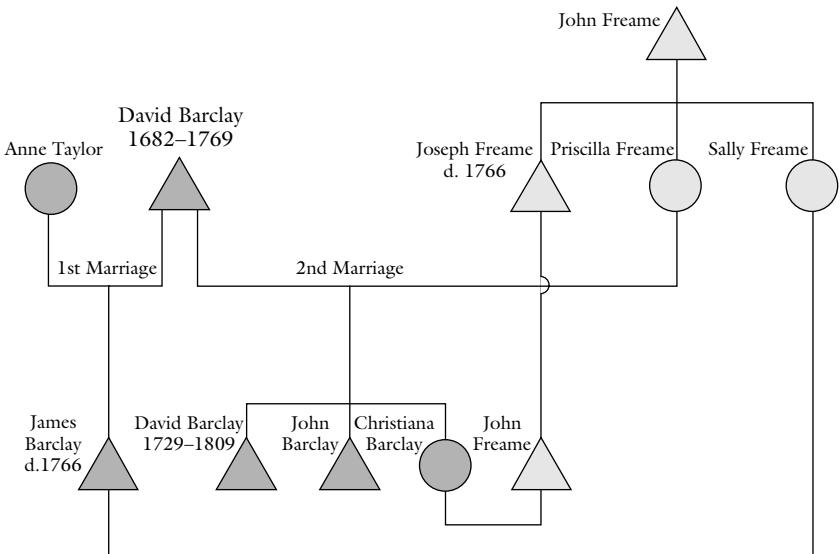 John Freame
David Barclay
1682–1769
Anne Taylor
Joseph Freame
d. 1766
Priscilla Freame
Sally Freame
1st Marriage
2nd Marriage
James
Barclay
d.1766
David Barclay
1729–1809
John
Barclay
Christiana
Barclay
John
Freame